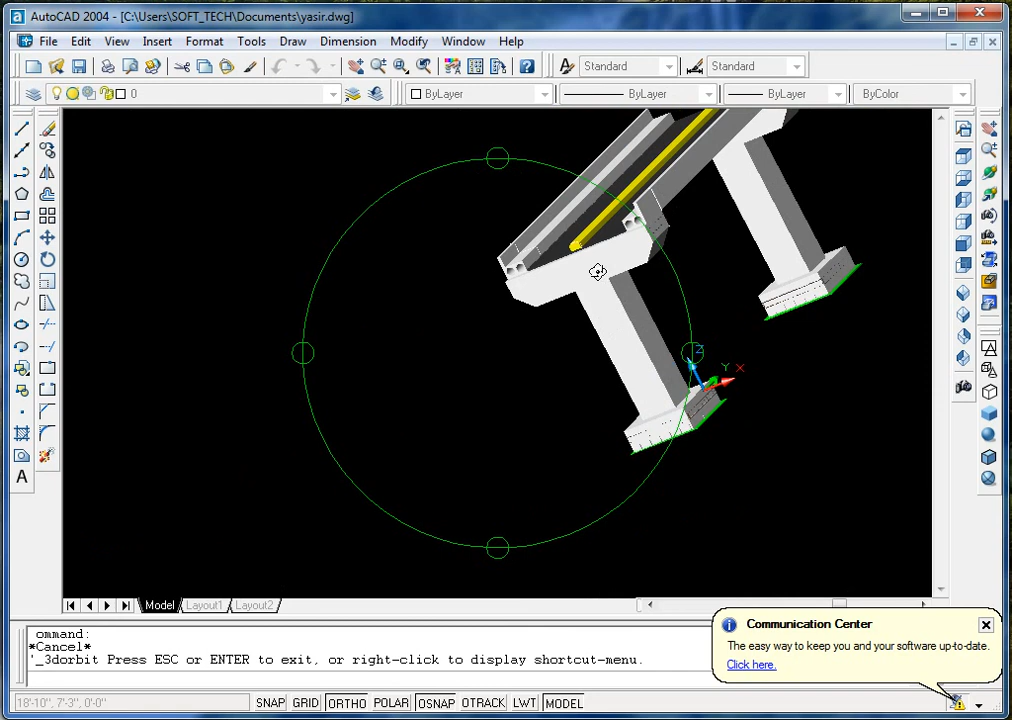 AutoCAD 2004 - [C:\Users\SOFT_TECH\Documents\yasir.dwg]
File Edit View Insert Format Tools Draw Dimension Modify Window Help
Standard Standard
0 ByLayer ByLayer ByLayer ByColor
A
Z
Y X
Model Layout1 Layout2
ommand:
*Cancel*
'_3dorbit Press ESC or ENTER to exit, or right-click to display shortcut-menu.
Communication Center
The easy way to keep you and your software up-to-date.
Click here.
18'-10", 7'-3", 0'-0" SNAP GRID ORTHO POLAR OSNAP OTRACK LWT MODEL